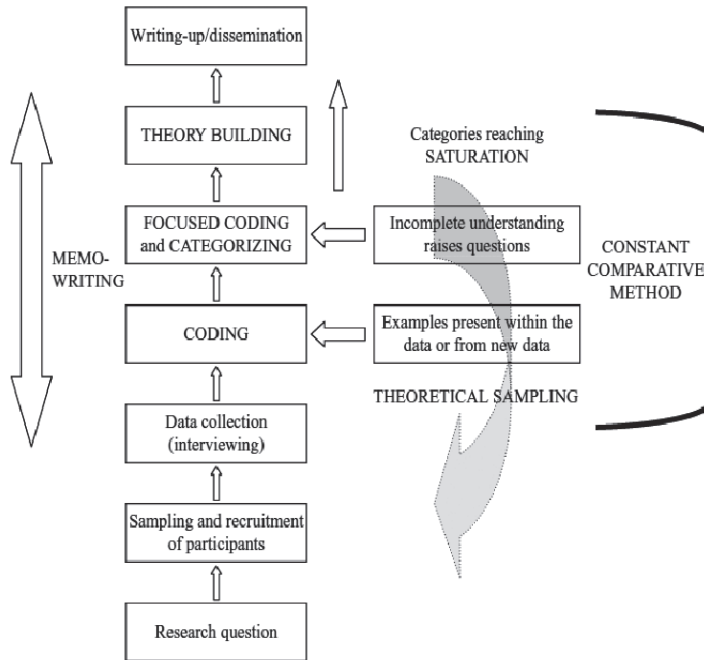 Writing-up/dissemination
THEORY BUILDING
Categories reaching
SATURATION
FOCUSED CODING
and CATEGORIZING
Incomplete understanding
raises questions
MEMO-
WRITING
CONSTANT
COMPARATIVE
METHOD
CODING
Examples present within the
data or from new data
THEORETICAL SAMPLING
Data collection
(interviewing)
Sampling and recruitment
of participants
Research question